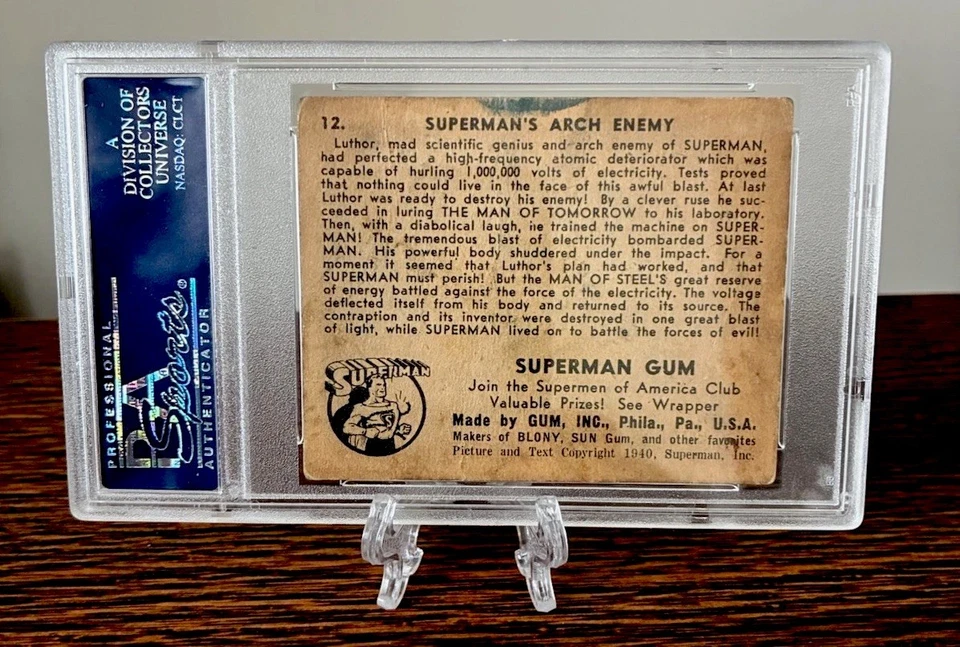 A
DIVISION OF
COLLECTORS
UNIVERSE
NASDAQ: CLCT
PROFESSIONAL
PSA
Sports®
AUTHENTICATOR
12. SUPERMAN'S ARCH ENEMY
Luthor, mad scientific genius and arch enemy of SUPERMAN,
had perfected a high-frequency atomic deferiorator which was
capable of hurling 1,000,000 volts of electricity. Tests proved
that nothing could live in the face of this awful blast. At last
Luthor was ready to destroy his enemy! By a clever ruse he suc-
ceeded in luring THE MAN OF TOMORROW to his laboratory.
Then, with a diabolical laugh, he trained the machine on SUPER-
MAN! The tremendous blast of electricity bombarded SUPER-
MAN. His powerful body shuddered under the impact. For a
moment it seemed that Luthor's plan had worked, and that
SUPERMAN must perish! But the MAN OF STEEL'S great reserve
of energy battled against the force of the electricity. The voltage
deflected itself from his body and returned to its source. The
contraption and its inventor were destroyed in one great blast
of light, while SUPERMAN lived on to battle the forces of evil!
SUPERMAN
SUPERMAN GUM
Join the Supermen of America Club
Valuable Prizes! See Wrapper
Made by GUM, INC., Phila., Pa., U.S.A.
Makers of BLONY, SUN Gum, and other favorites
Picture and Text Copyright 1940, Superman, Inc.